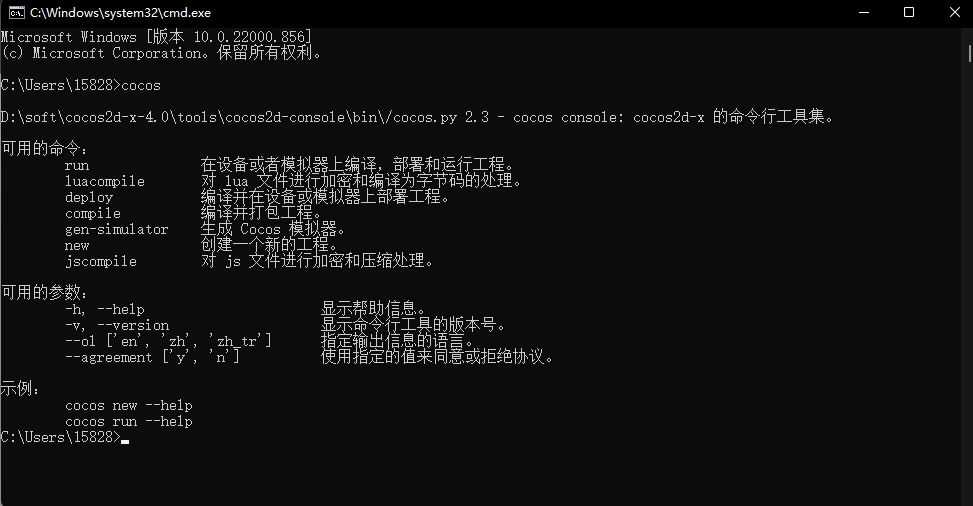 C:\Windows\system32\cmd.exe
Microsoft Windows [版本 10.0.22000.856]
(c) Microsoft Corporation。保留所有权利。
C:\Users\15828>cocos
D:\soft\cocos2d-x-4.0\tools\cocos2d-console\bin\/cocos.py 2.3 - cocos console: cocos2d-x 的命令行工具集。
可用的命令：
run 在设备或者模拟器上编译，部署和运行工程。
luacompile 对 lua 文件进行加密和编译为字节码的处理。
deploy 编译并在设备或模拟器上部署工程。
compile 编译并打包工程。
gen-simulator 生成 Cocos 模拟器。
new 创建一个新的工程。
jscompile 对 js 文件进行加密和压缩处理。
可用的参数：
-h, --help 显示帮助信息。
-v, --version 显示命令行工具的版本号。
--ol ['en', 'zh', 'zh_tr'] 指定输出信息的语言。
--agreement ['y', 'n'] 使用指定的值来同意或拒绝协议。
示例：
cocos new --help
cocos run --help
C:\Users\15828>